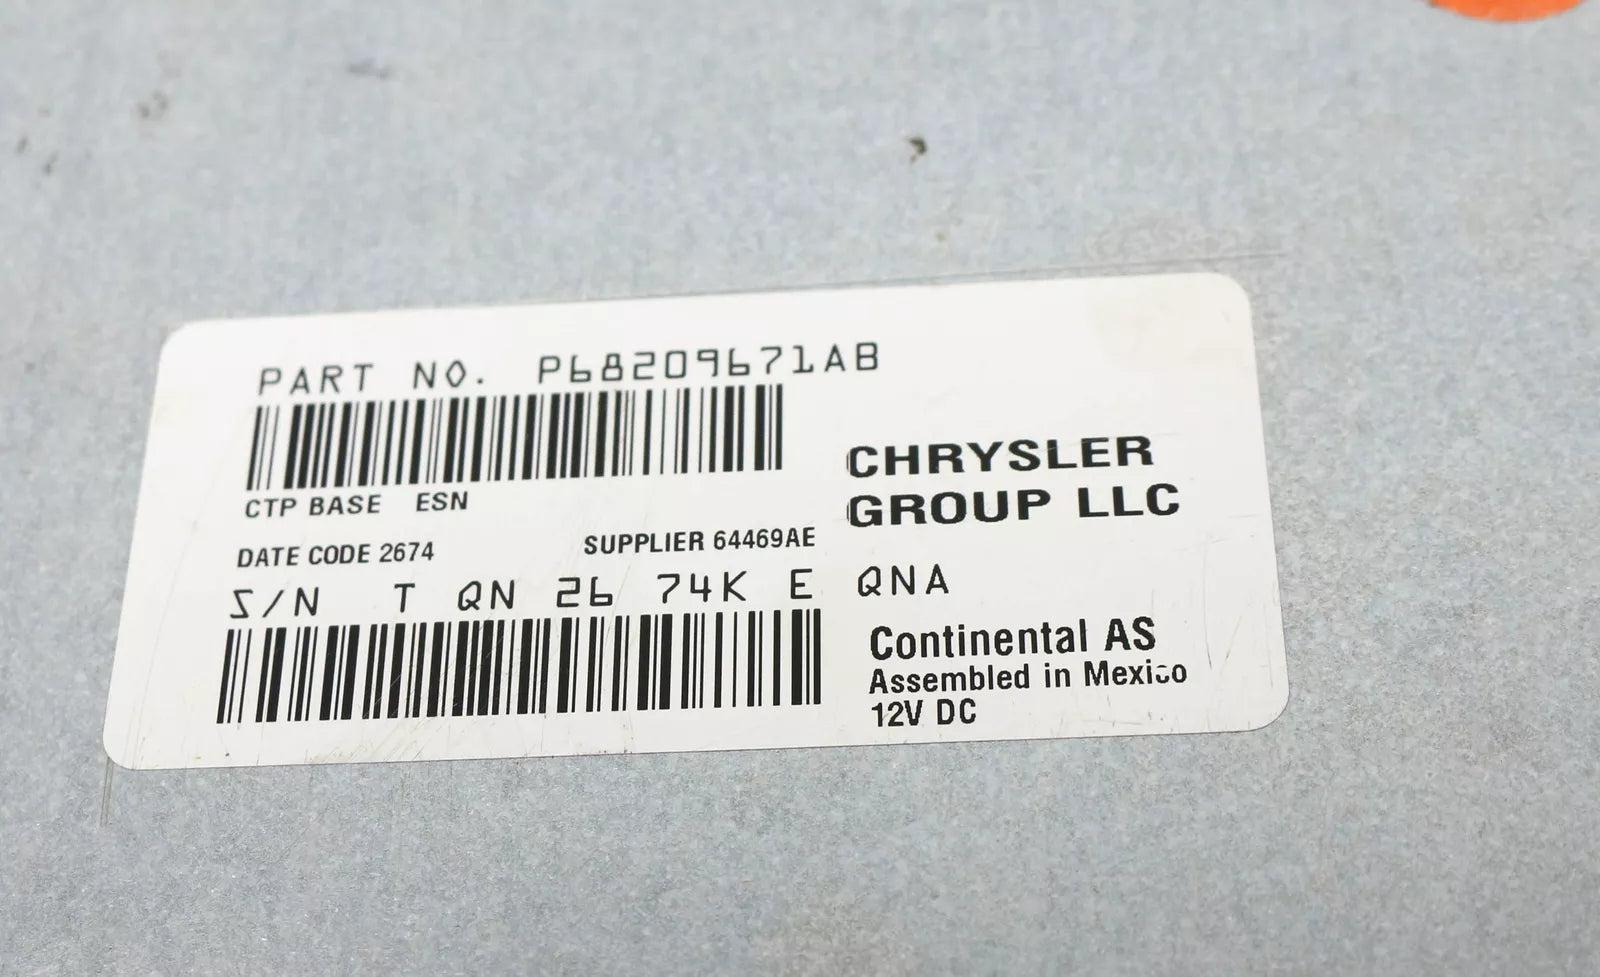 PART NO. P68209671AB
CTP BASE ESN
CHRYSLER
GROUP LLC
DATE CODE 2674 SUPPLIER 64469AE
S/N T QN 26 74K E QNA
Continental AS
Assembled in Mexico
12V DC